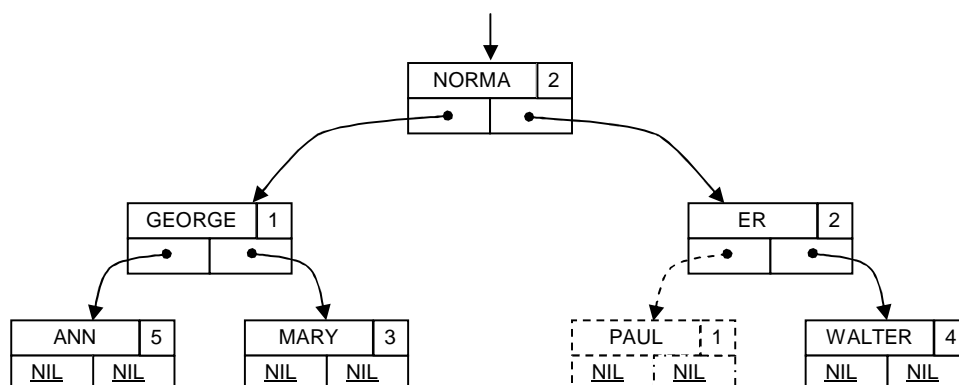 NORMA 2
GEORGE 1
ER 2
ANN 5
MARY 3
PAUL 1
WALTER 4
NIL NIL
NIL NIL
NIL NIL
NIL NIL